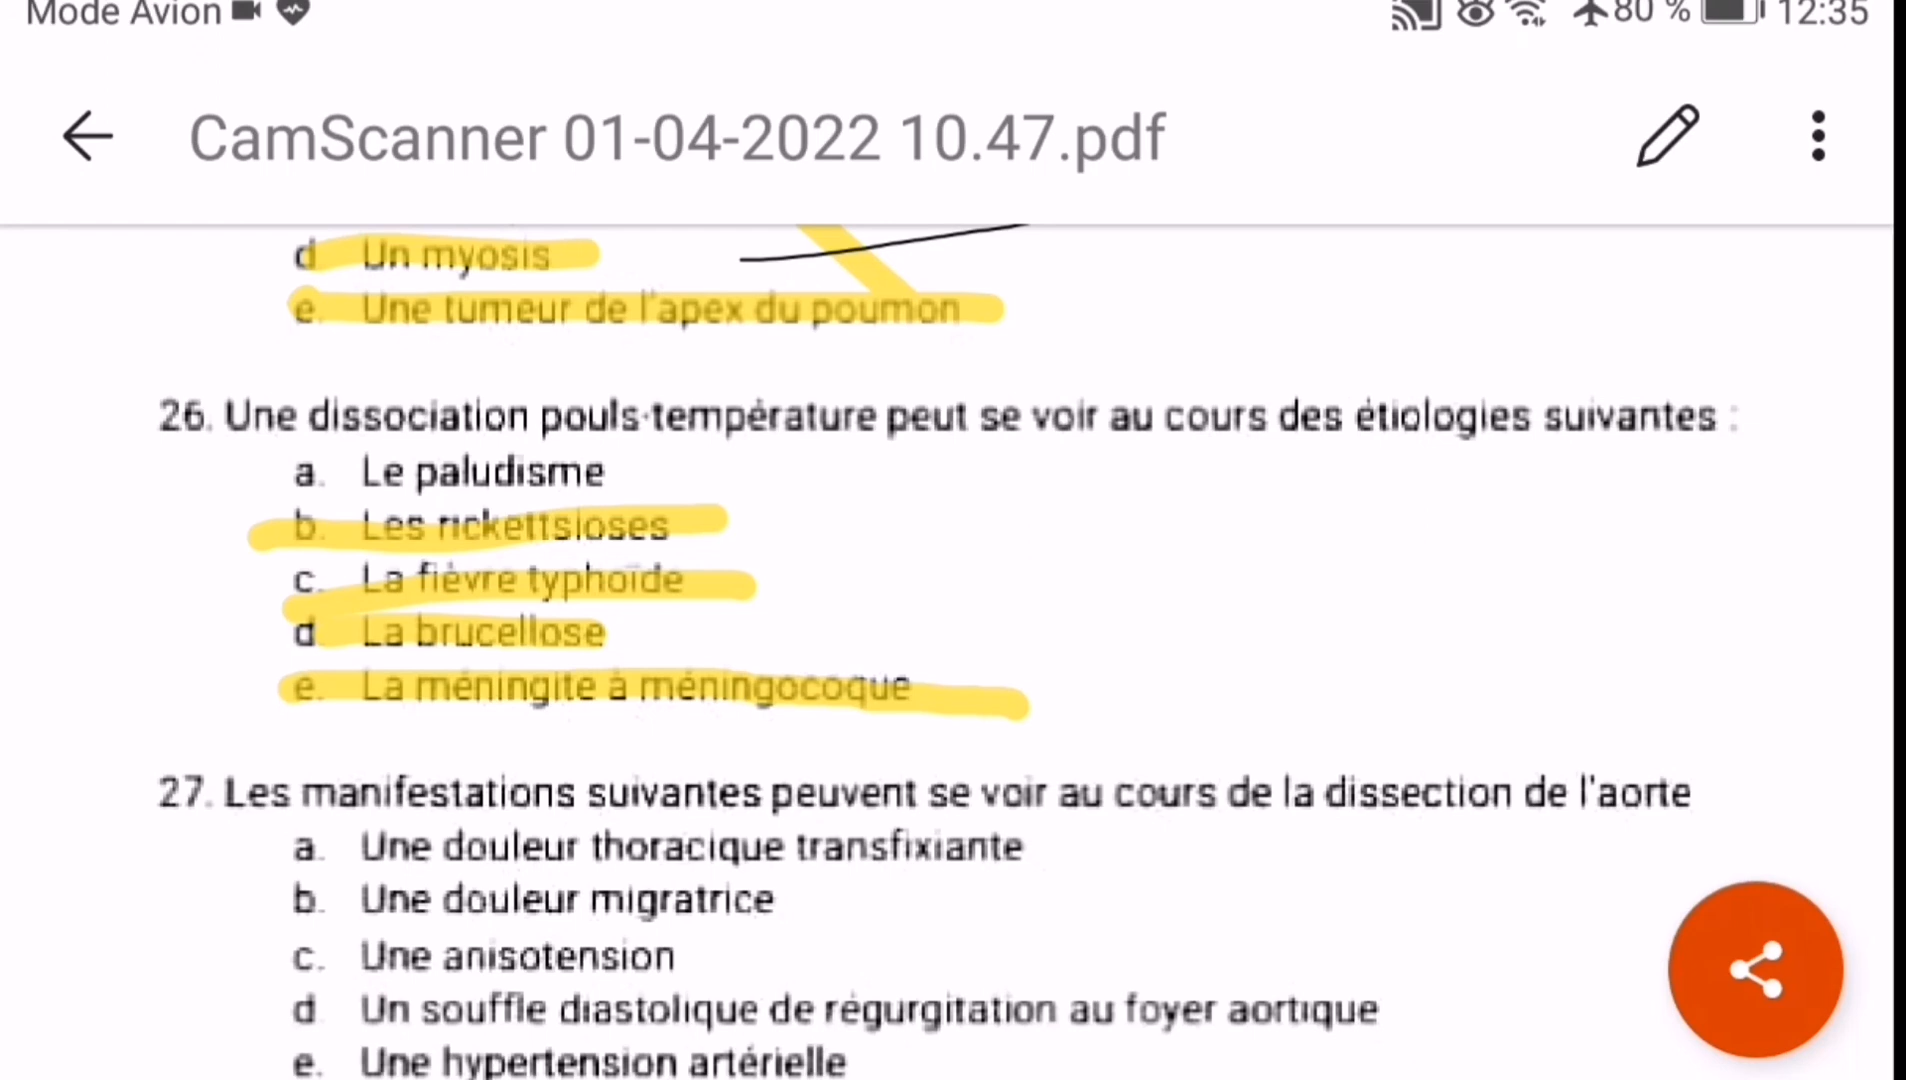 Mode Avion 80 % 12:35
CamScanner 01-04-2022 10.47.pdf
d Un myosis
e. Une tumeur de l'apex du poumon
26. Une dissociation pouls-température peut se voir au cours des étiologies suivantes :
a. Le paludisme
b. Les rickettsioses
c. La fièvre typhoïde
d La brucellose
e. La méningite à méningocoque
27. Les manifestations suivantes peuvent se voir au cours de la dissection de l'aorte
a. Une douleur thoracique transfixiante
b. Une douleur migratrice
c. Une anisotension
d Un souffle diastolique de régurgitation au foyer aortique
e. Une hypertension artérielle